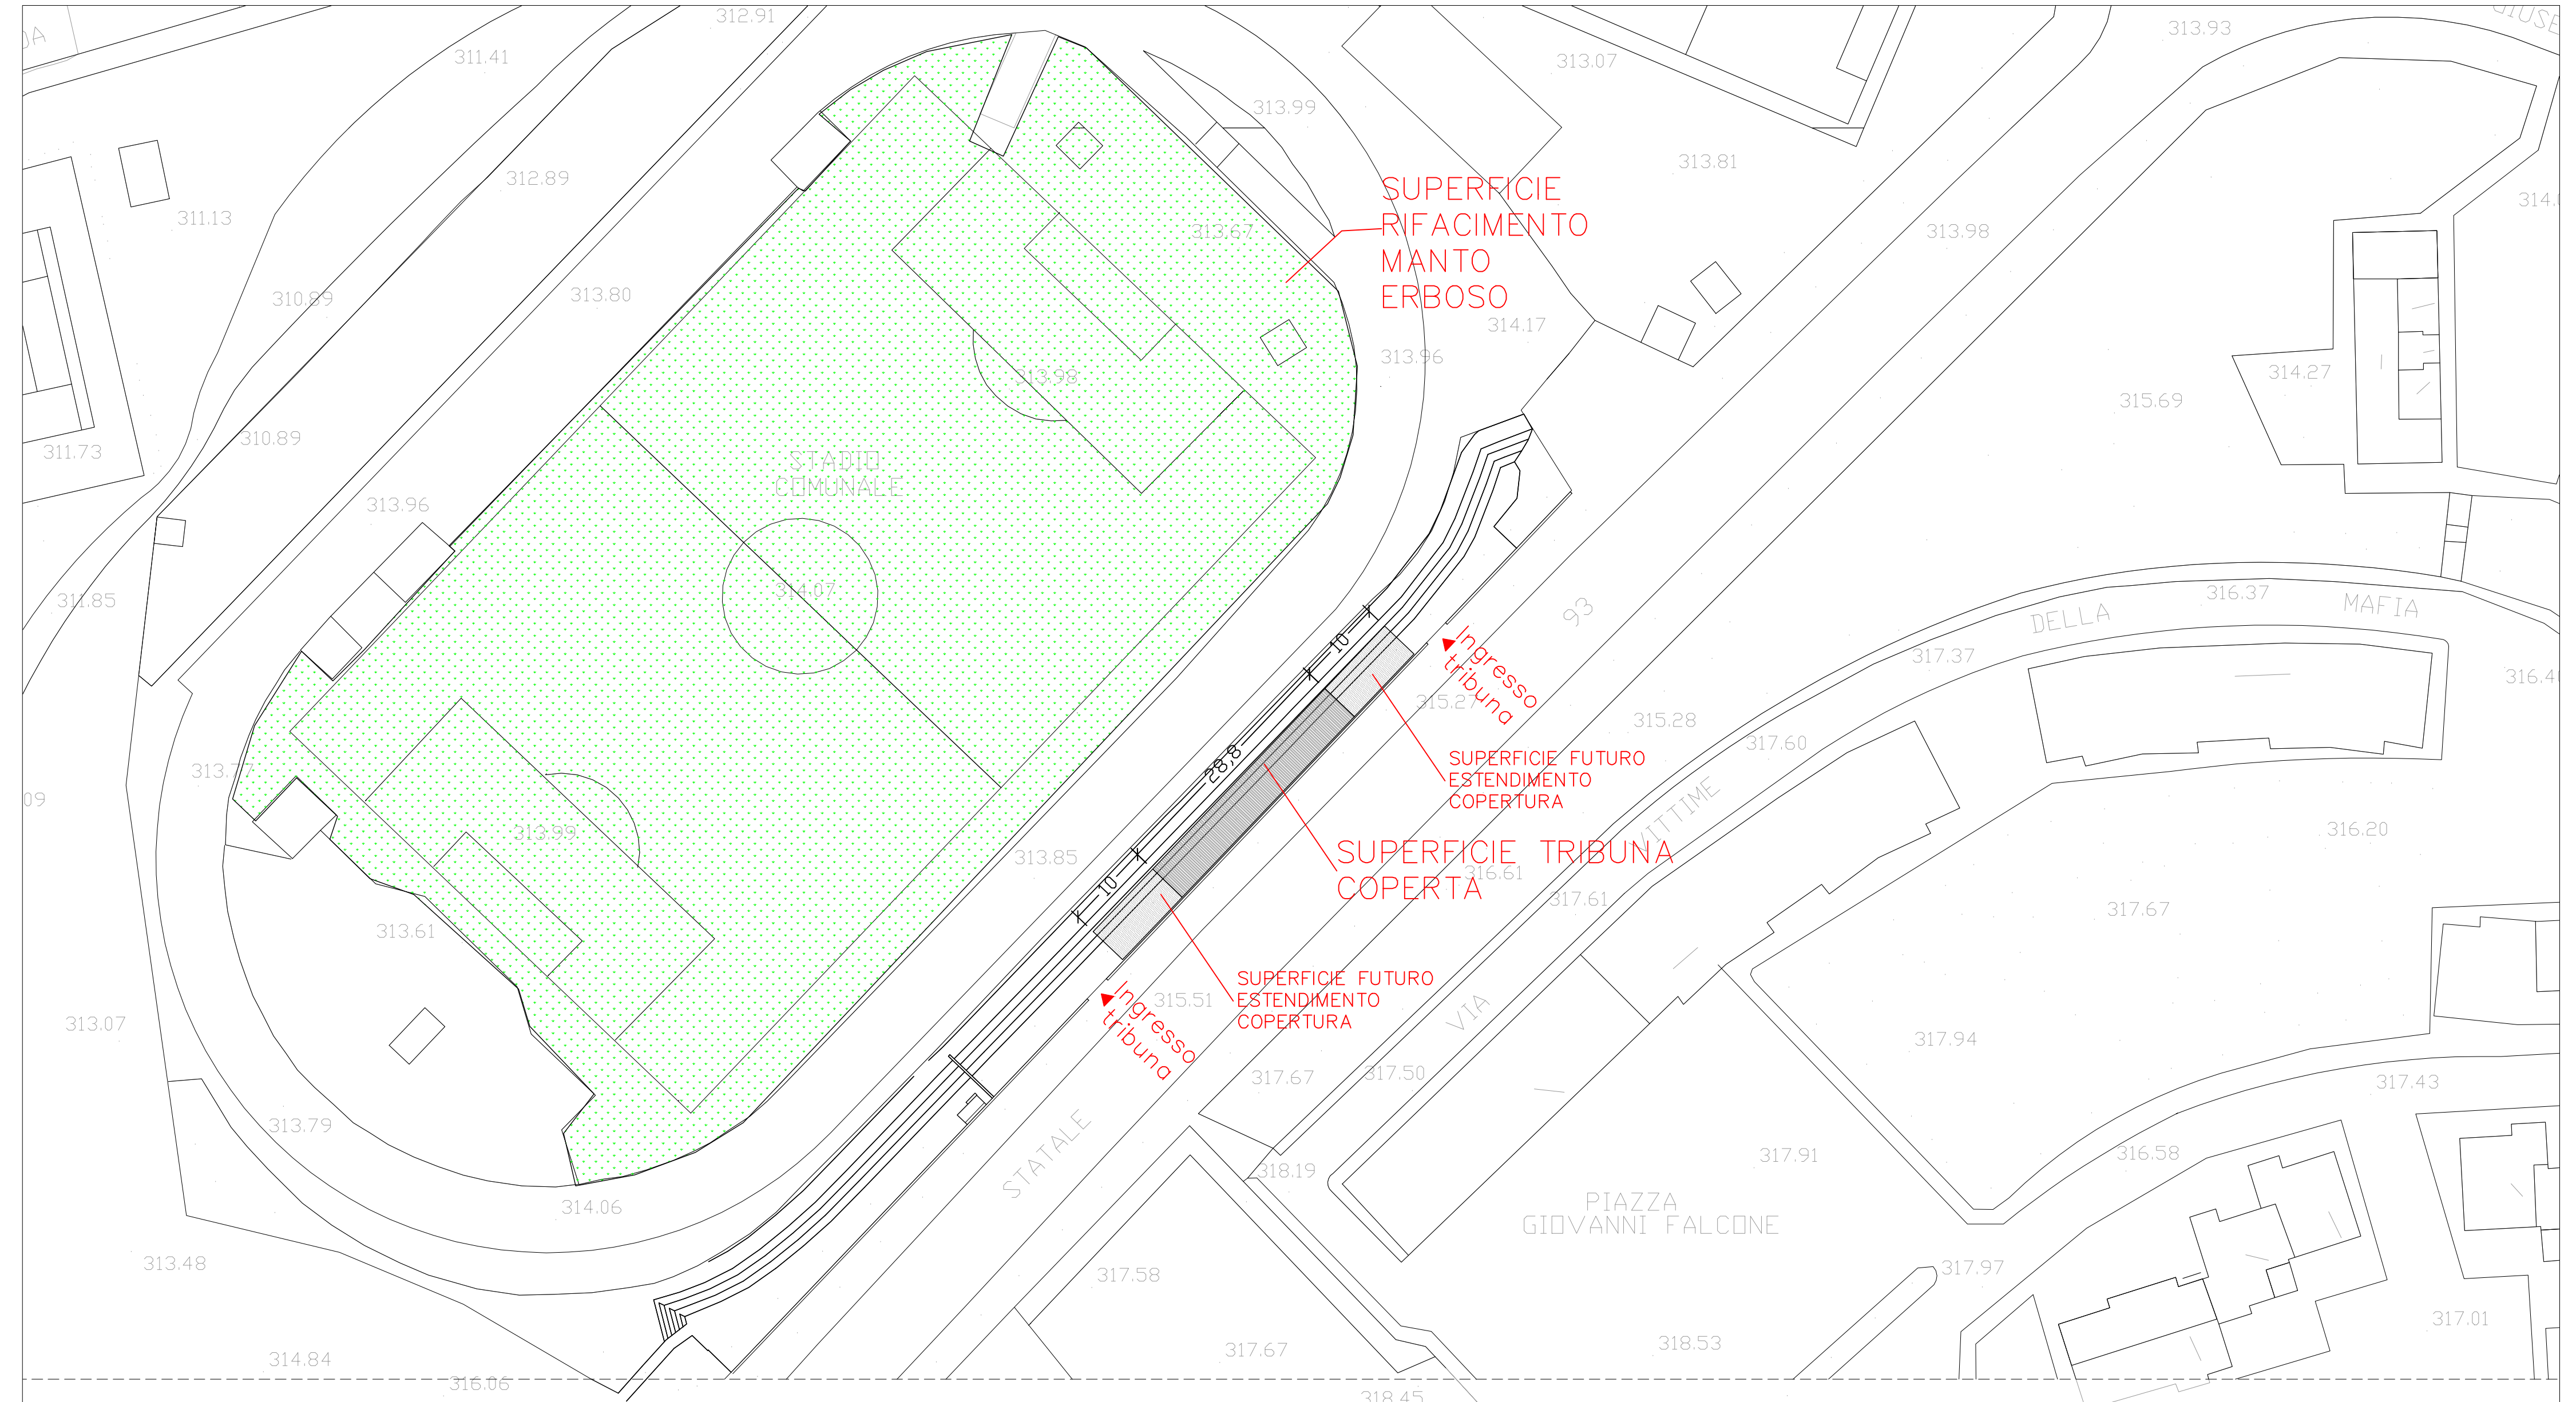 312.91
313.93
311.41
313.07
313.99
313.81
312.89
311.13
SUPERFICIE
RIFACIMENTO
MANTO
ERBOSO
313.67
313.98
310.89
313.80
314.17
313.96
314.27
313.98
315.69
310.89
311.73
STADIO
COMUNALE
313.96
314.07
311.85
93
316.37
DELLA
MAFIA
317.37
10
Ingresso
tribuna
315.27
315.28
317.60
28,8
SUPERFICIE FUTURO
ESTENDIMENTO
COPERTURA
313.77
09
VITTIME
313.99
313.85
SUPERFICIE TRIBUNA
COPERTA
316.61
316.20
10
317.61
317.67
313.61
SUPERFICIE FUTURO
ESTENDIMENTO
COPERTURA
Ingresso
tribuna
315.51
VIA
313.07
317.94
317.67
317.50
317.43
313.79
STATALE
316.58
317.91
318.19
314.06
PIAZZA
GIOVANNI FALCONE
313.48
317.58
317.97
317.01
318.53
317.67
314.84
316.06
318.45